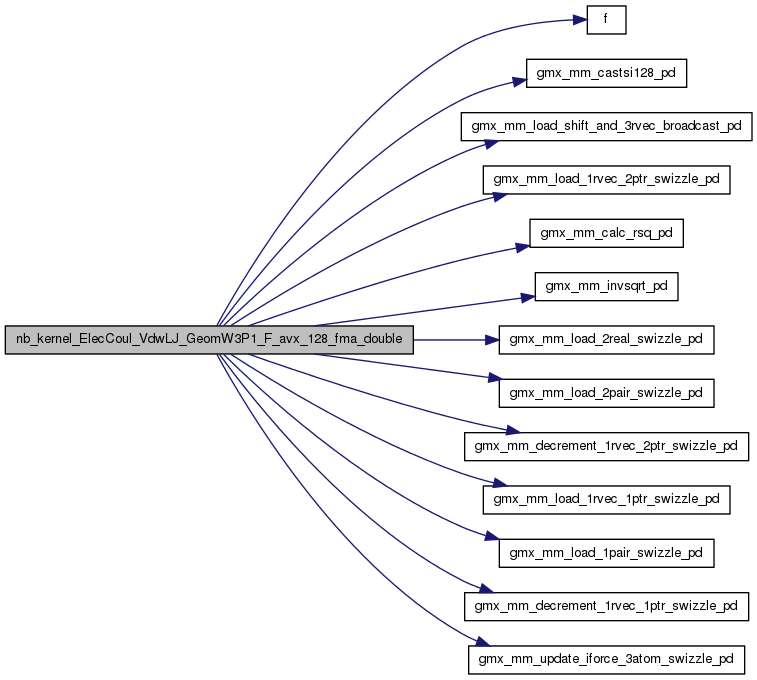 f
gmx_mm_castsi128_pd
gmx_mm_load_shift_and_3rvec_broadcast_pd
gmx_mm_load_1rvec_2ptr_swizzle_pd
gmx_mm_calc_rsq_pd
gmx_mm_invsqrt_pd
nb_kernel_ElecCoul_VdwLJ_GeomW3P1_F_avx_128_fma_double
gmx_mm_load_2real_swizzle_pd
gmx_mm_load_2pair_swizzle_pd
gmx_mm_decrement_1rvec_2ptr_swizzle_pd
gmx_mm_load_1rvec_1ptr_swizzle_pd
gmx_mm_load_1pair_swizzle_pd
gmx_mm_decrement_1rvec_1ptr_swizzle_pd
gmx_mm_update_iforce_3atom_swizzle_pd